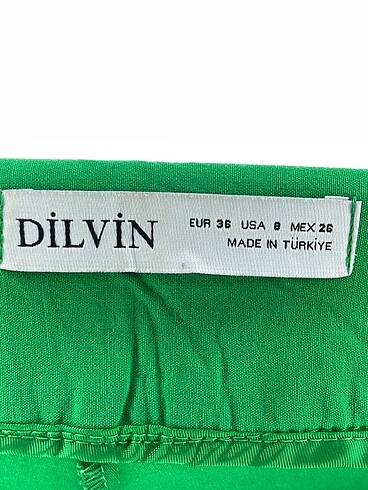 DİLVİN
EUR 36 USA 8 MEX 26
MADE IN TÜRKİYE